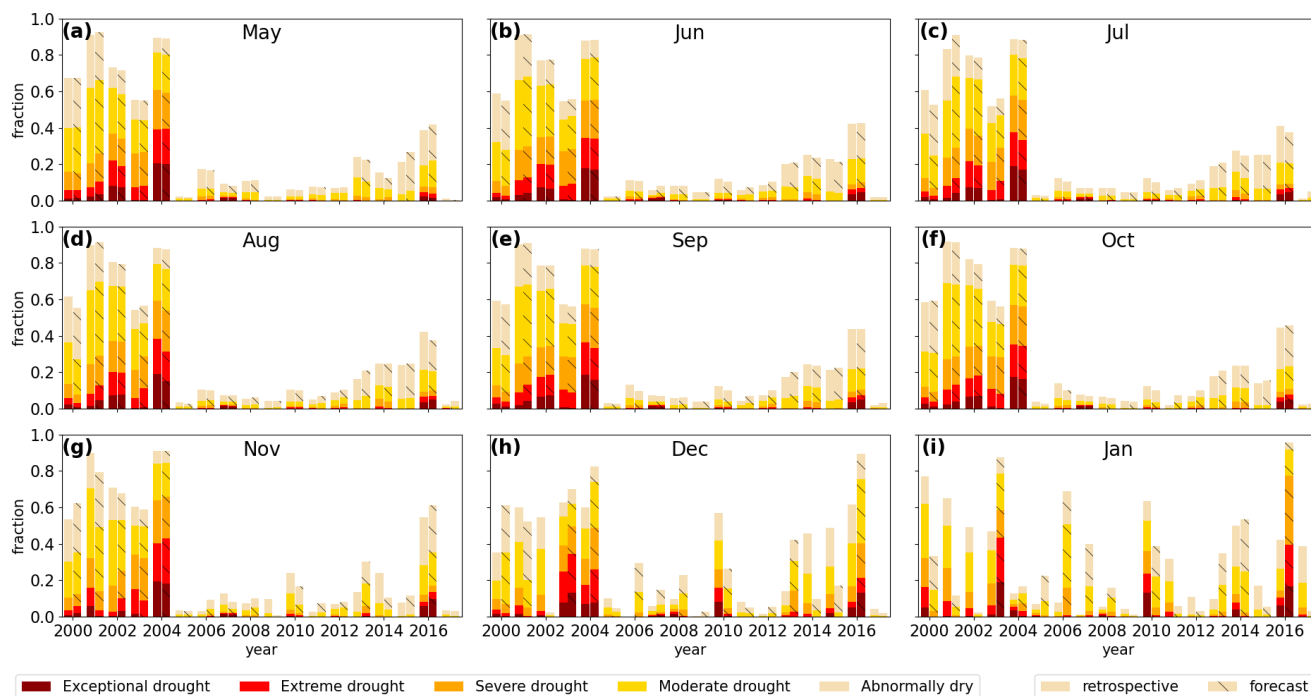 (a) May (b) Jun (c) Jul
1.0
0.8
0.6
0.4
0.2
0.0
fraction
(d) Aug (e) Sep (f) Oct
1.0
0.8
0.6
0.4
0.2
0.0
fraction
(g) Nov (h) Dec (i) Jan
1.0
0.8
0.6
0.4
0.2
0.0
fraction
2000 2002 2004 2006 2008 2010 2012 2014 2016 2000 2002 2004 2006 2008 2010 2012 2014 2016 2000 2002 2004 2006 2008 2010 2012 2014 2016
year year year
Exceptional drought Extreme drought Severe drought Moderate drought Abnormally dry retrospective forecast